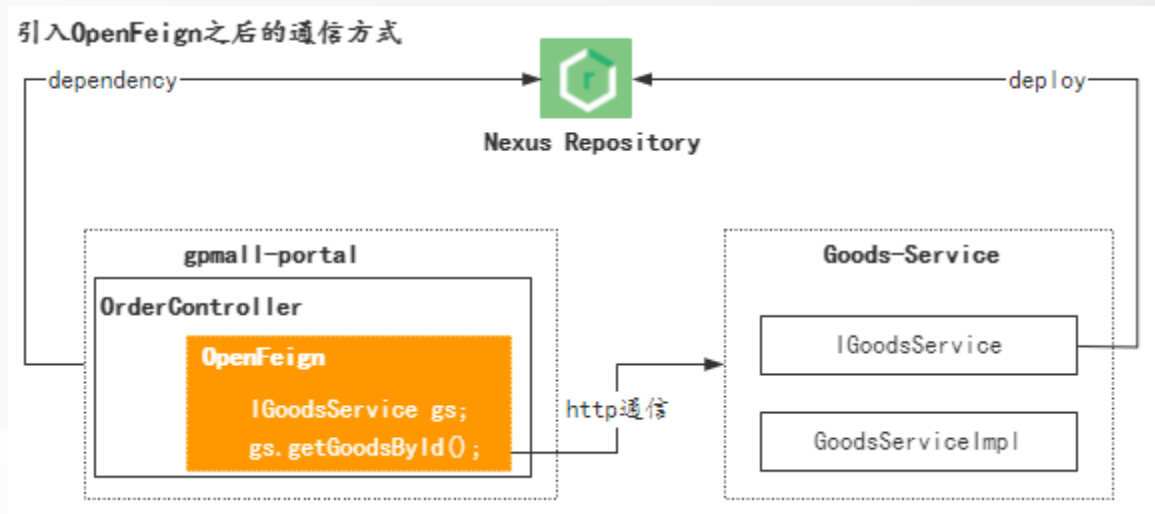 引入OpenFeign之后的通信方式
dependency
deploy
r
Nexus Repository
gpmall-portal
OrderController
OpenFeign
IGoodsService gs;
gs.getGoodsById();
http通信
Goods-Service
IGoodsService
GoodsServiceImpl